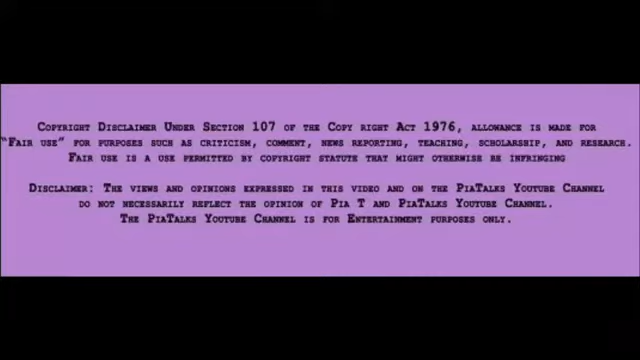 Copyright Disclaimer Under Section 107 of the Copy right Act 1976, allowance is made for
"Fair use" for purposes such as criticism, comment, news reporting, teaching, scholarship, and research.
Fair use is a use permitted by copyright statute that might otherwise be infringing
Disclaimer: The views and opinions expressed in this video and on the PiaTalks Youtube Channel
do not necessarily reflect the opinion of Pia T and PiaTalks Youtube Channel.
The PiaTalks Youtube Channel is for Entertainment purposes only.